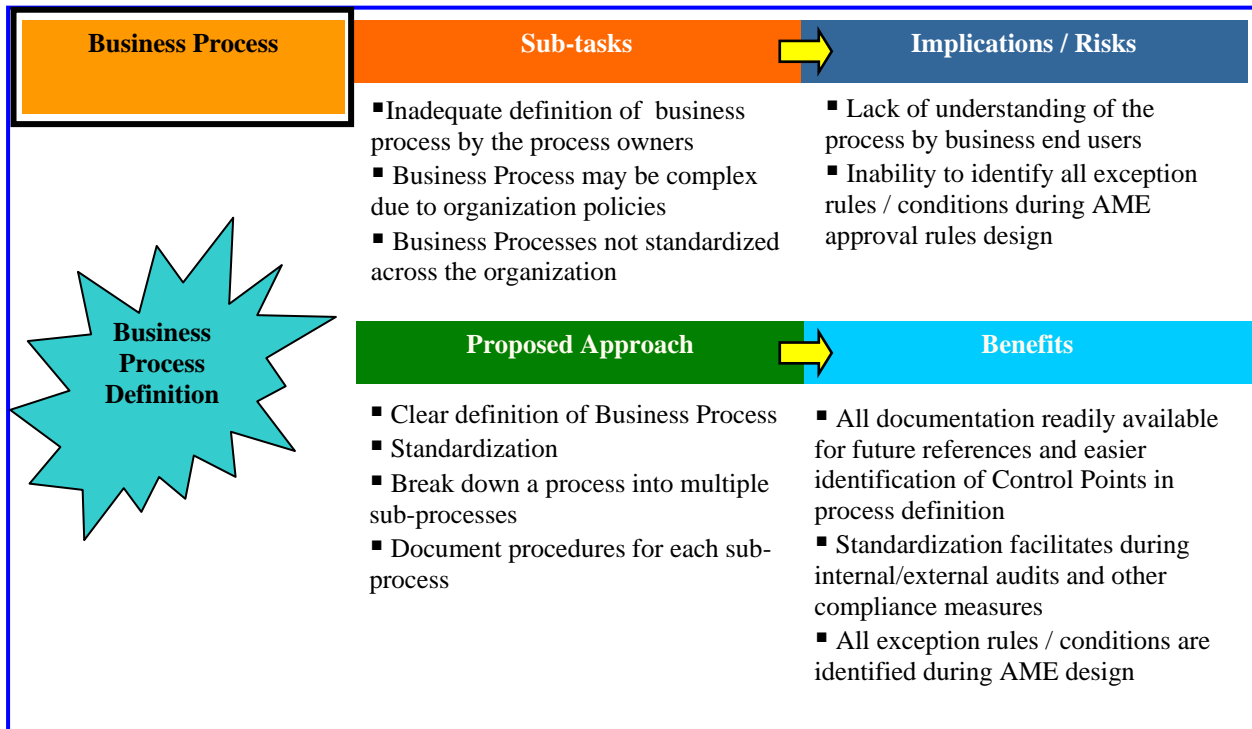 Business Process
Sub-tasks
Implications / Risks
▪Inadequate definition of business
process by the process owners
▪ Business Process may be complex
due to organization policies
▪ Business Processes not standardized
across the organization
▪ Lack of understanding of the
process by business end users
▪ Inability to identify all exception
rules / conditions during AME
approval rules design
Business
Process
Definition
Proposed Approach
Benefits
▪ Clear definition of Business Process
▪ Standardization
▪ Break down a process into multiple
sub-processes
▪ Document procedures for each sub-
process
▪ All documentation readily available
for future references and easier
identification of Control Points in
process definition
▪ Standardization facilitates during
internal/external audits and other
compliance measures
▪ All exception rules / conditions are
identified during AME design